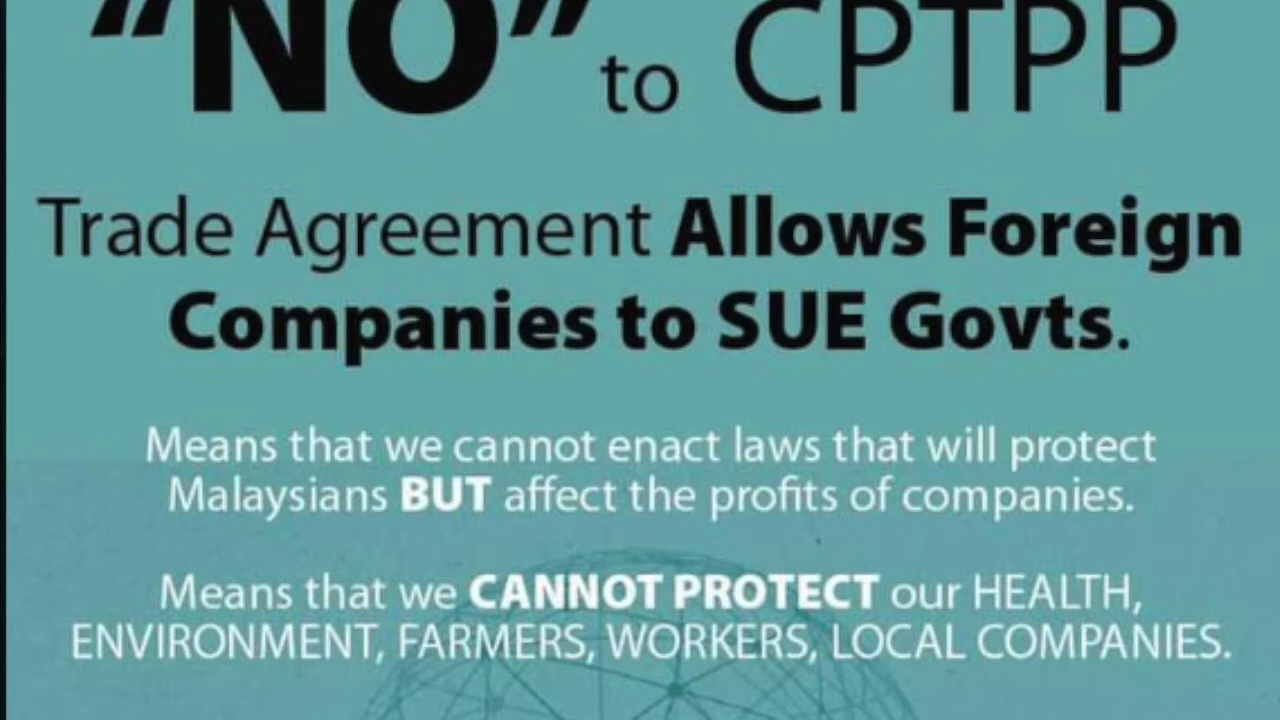 “NO” to CPTPP
Trade Agreement Allows Foreign
Companies to SUE Govts.
Means that we cannot enact laws that will protect
Malaysians BUT affect the profits of companies.
Means that we CANNOT PROTECT our HEALTH,
ENVIRONMENT, FARMERS, WORKERS, LOCAL COMPANIES.